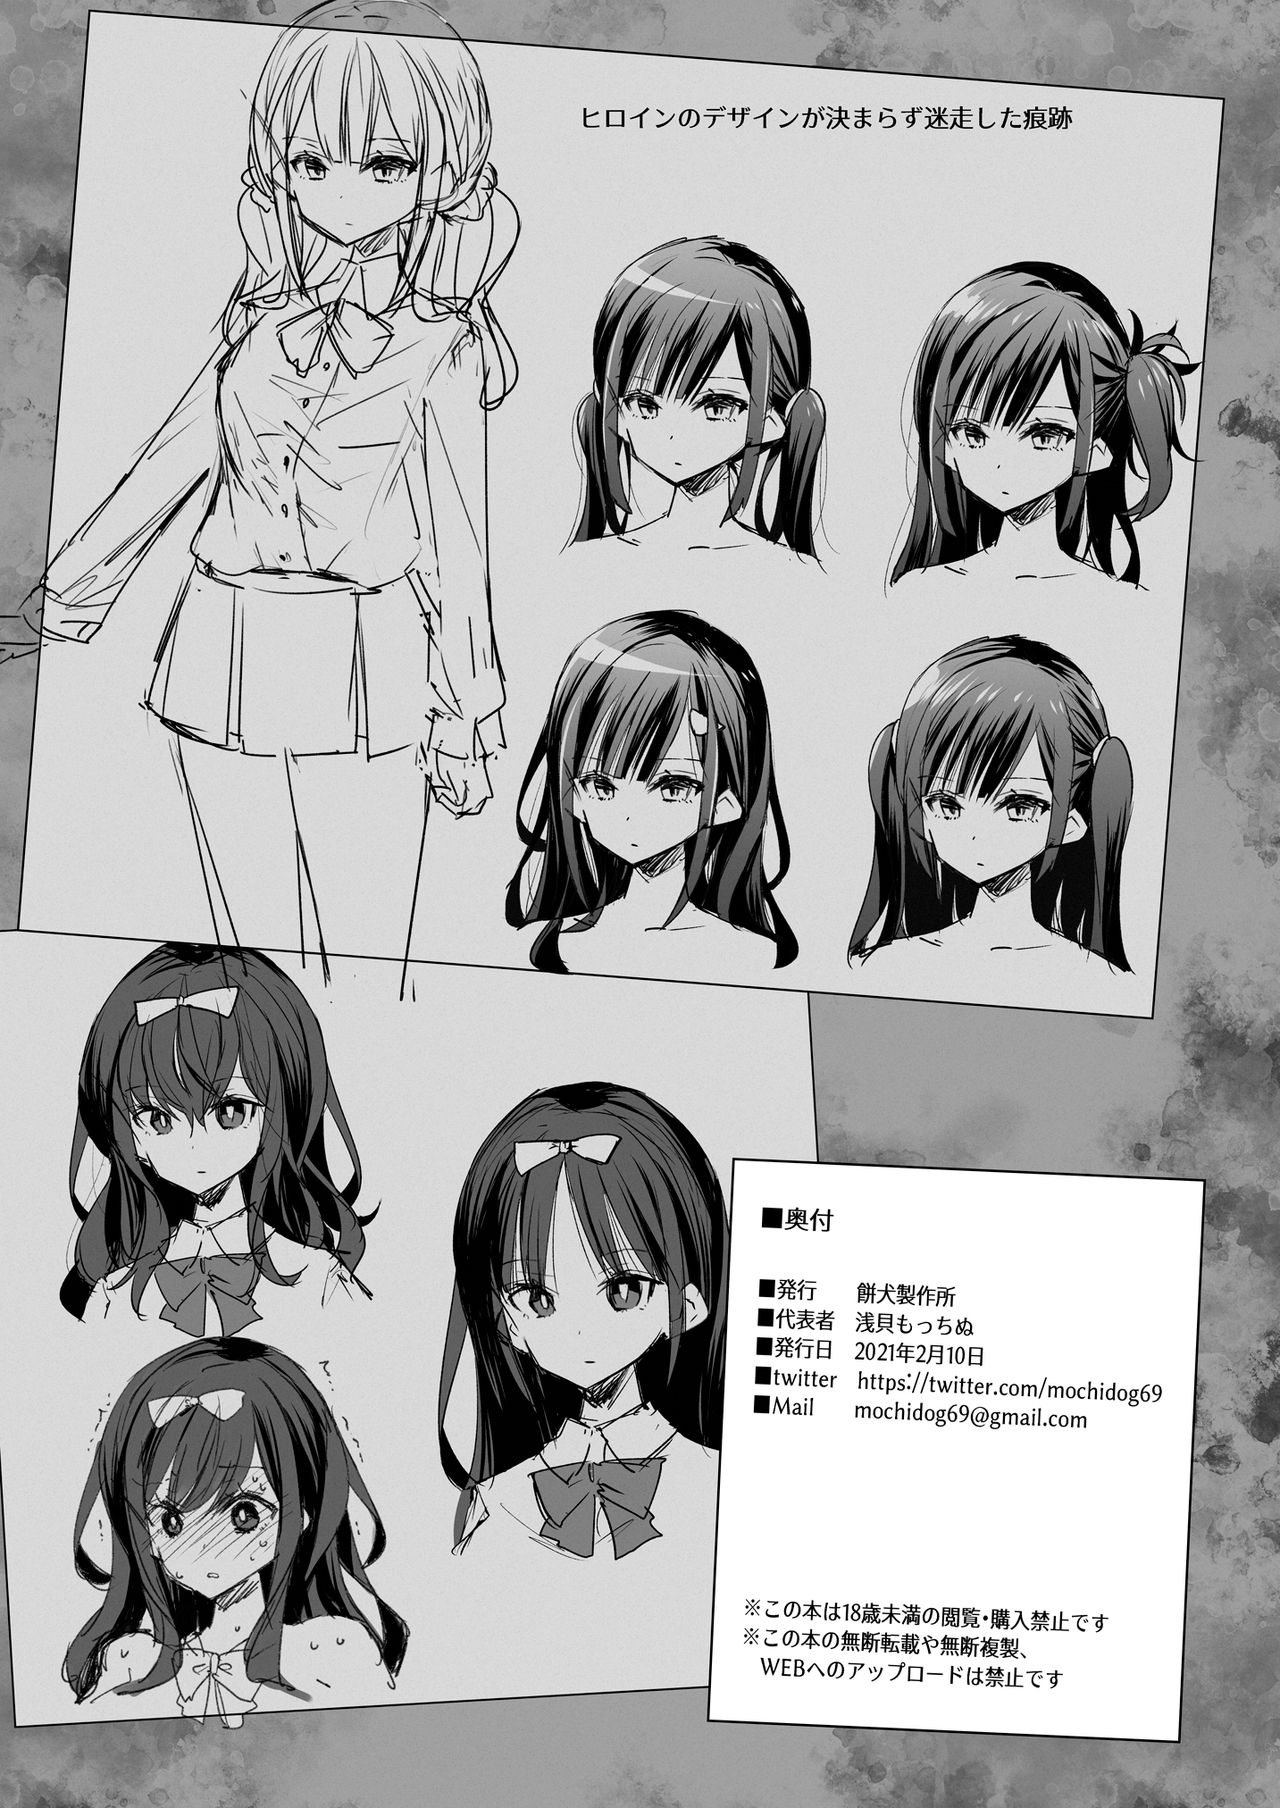 ヒロインのデザインが決まらず迷走した痕跡
■奥付
■発行 餅犬製作所
■代表者 浅貝もっちぬ
■発行日 2021年2月10日
■twitter https://twitter.com/mochidog69
■Mail mochidog69@gmail.com
※この本は18歳未満の閲覧・購入禁止です
※この本の無断転載や無断複製、
WEBへのアップロードは禁止です